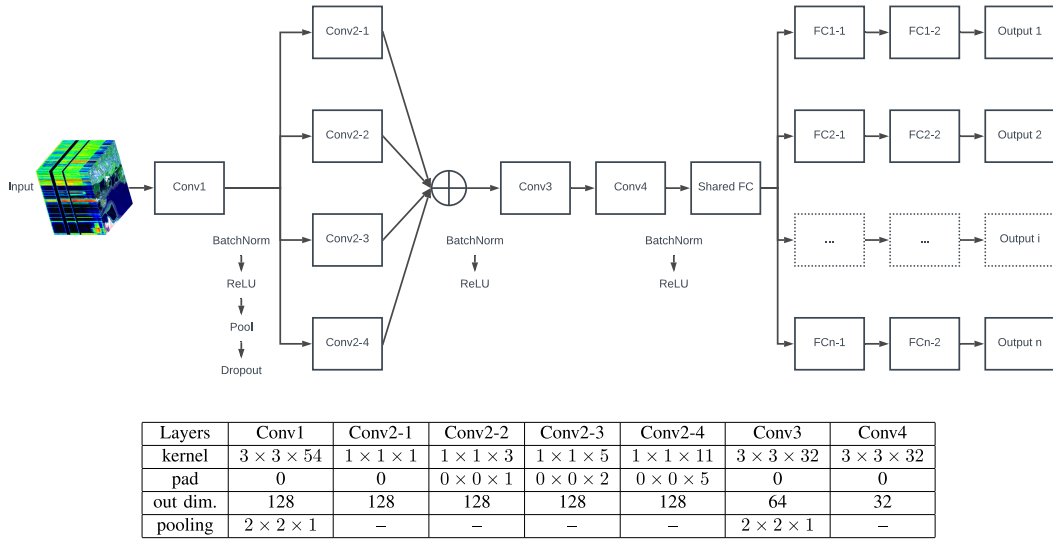 Input
Conv1
BatchNorm
ReLU
Pool
Dropout
Conv2-1
Conv2-2
Conv2-3
Conv2-4
BatchNorm
ReLU
Conv3
Conv4
BatchNorm
ReLU
Shared FC
FC1-1 FC1-2 Output 1
FC2-1 FC2-2 Output 2
... ... Output i
FCn-1 FCn-2 Output n
Layers Conv1 Conv2-1 Conv2-2 Conv2-3 Conv2-4 Conv3 Conv4
kernel 3 × 3 × 54 1 × 1 × 1 1 × 1 × 3 1 × 1 × 5 1 × 1 × 11 3 × 3 × 32 3 × 3 × 32
pad 0 0 0 × 0 × 1 0 × 0 × 2 0 × 0 × 5 0 0
out dim. 128 128 128 128 128 64 32
pooling 2 × 2 × 1 – – – – 2 × 2 × 1 –